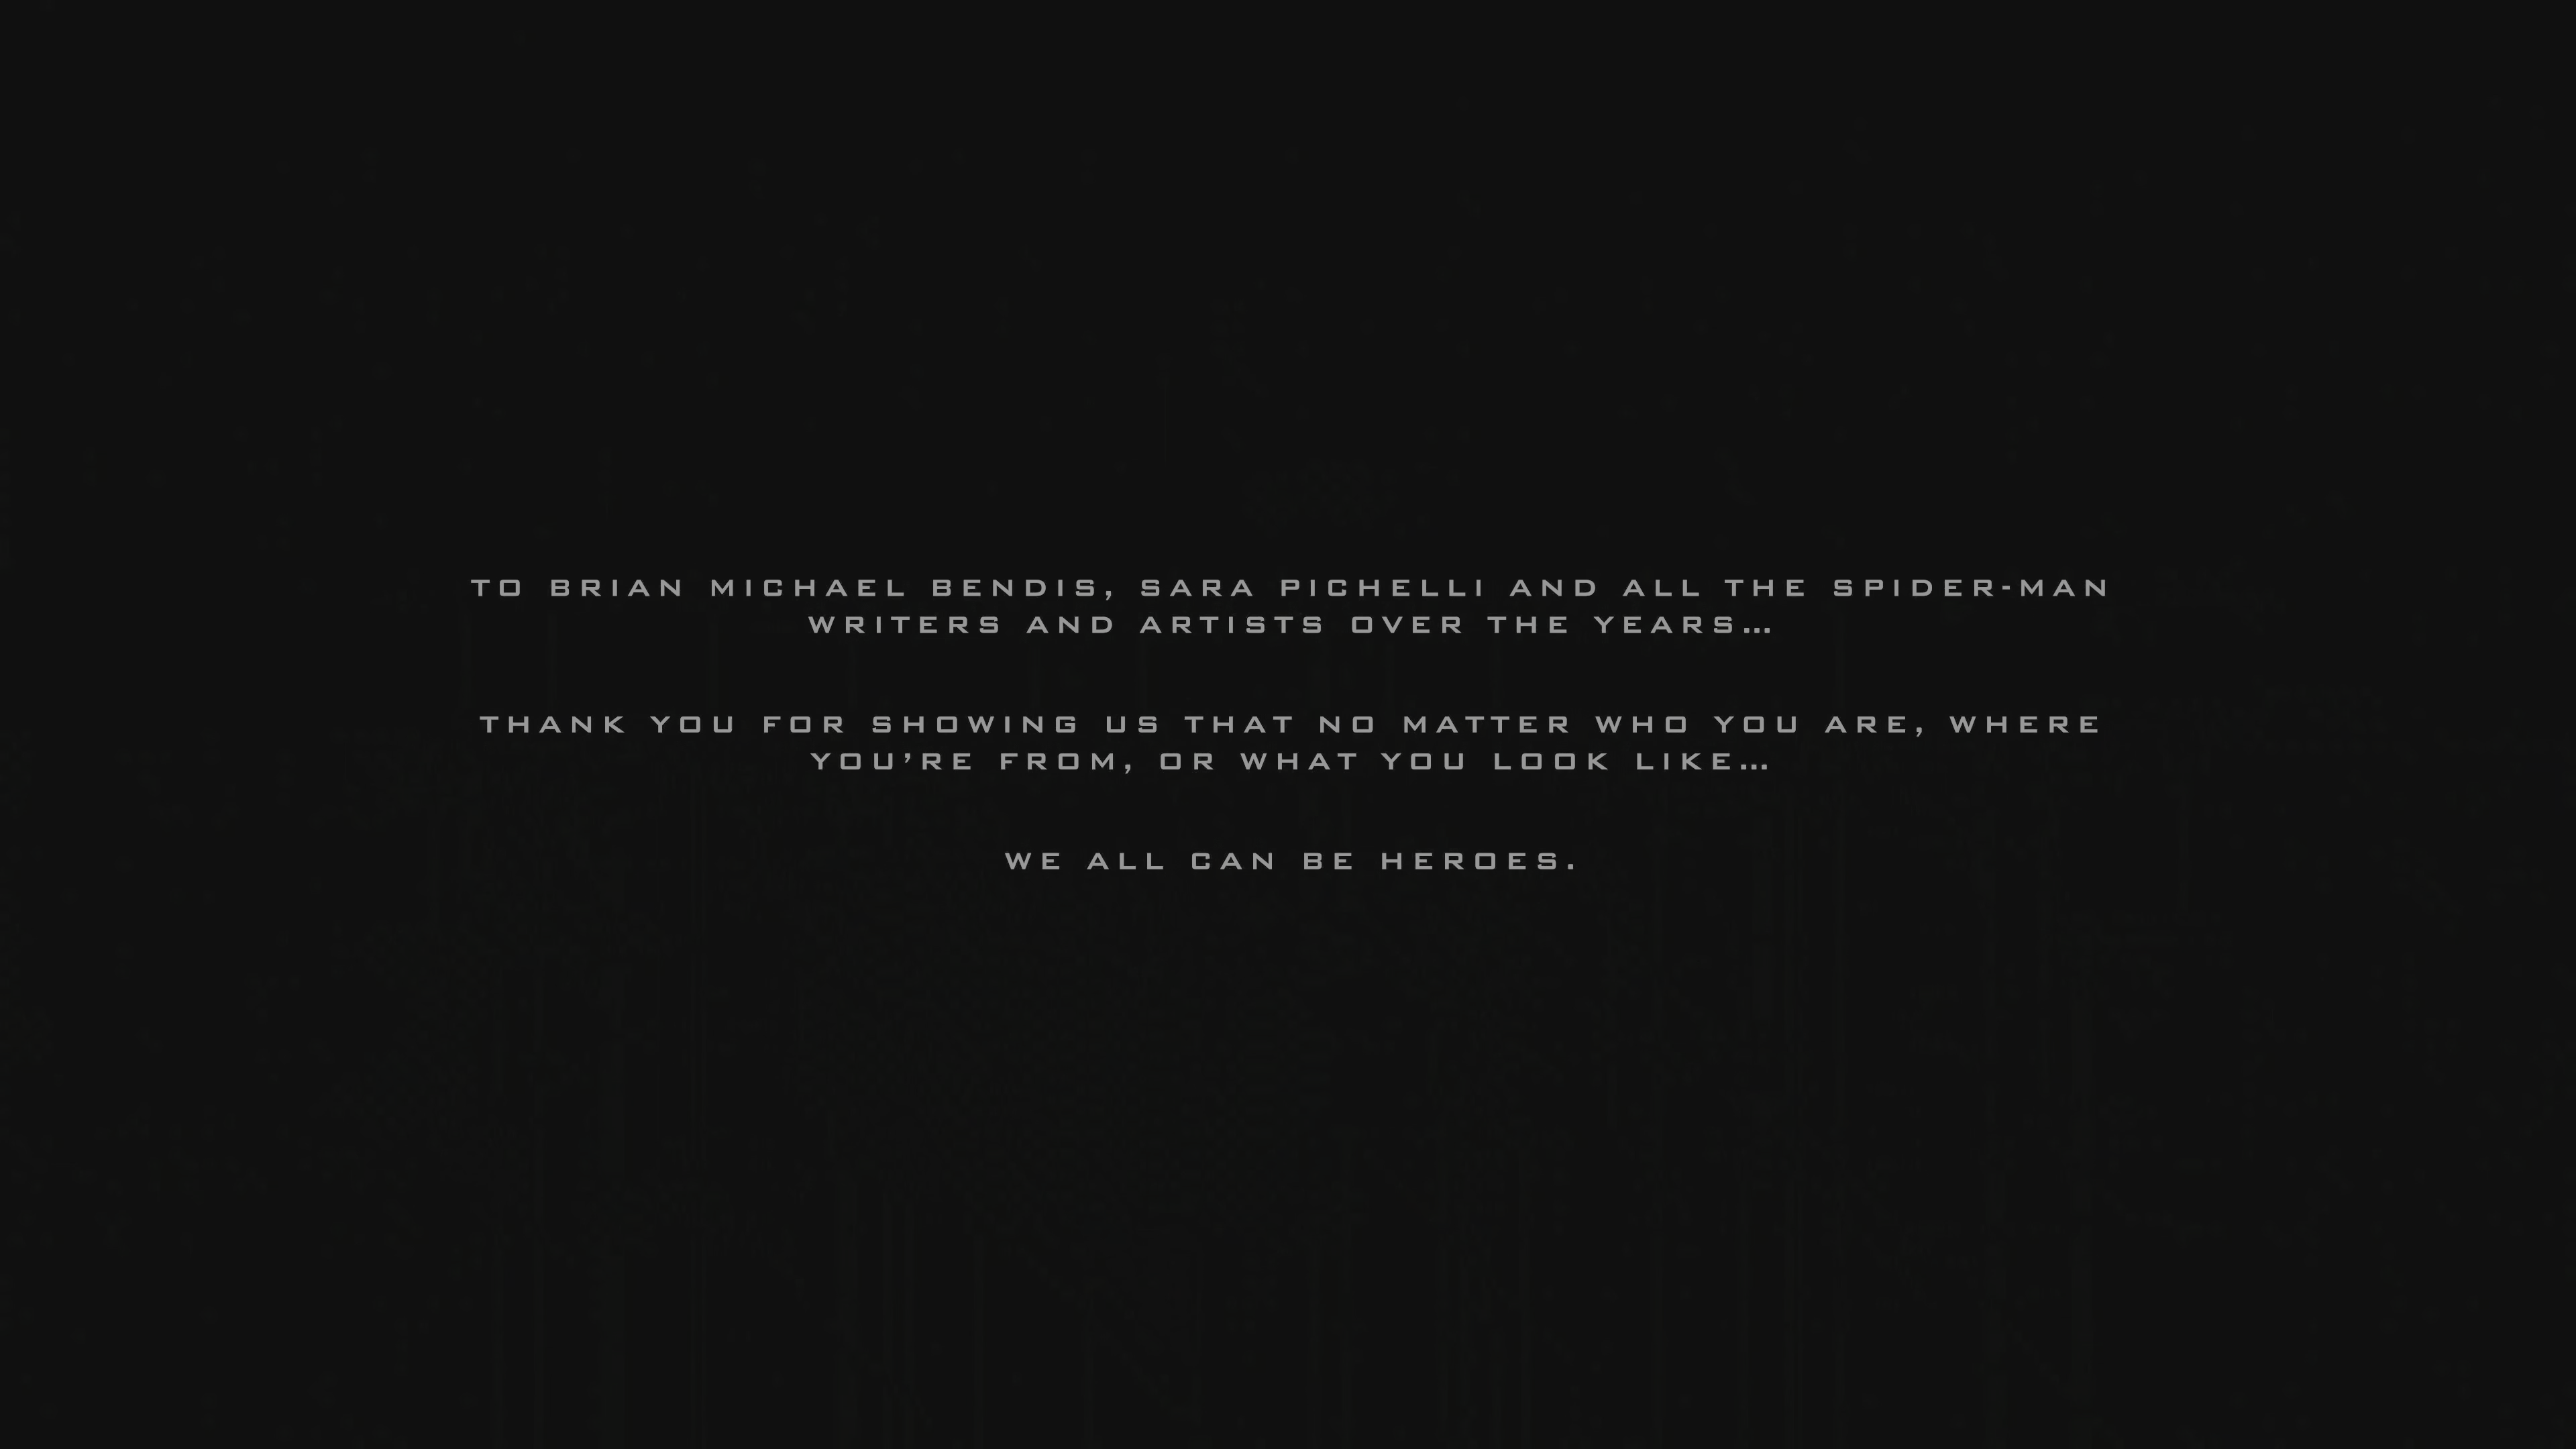 TO BRIAN MICHAEL BENDIS, SARA PICHELLI AND ALL THE SPIDER-MAN
WRITERS AND ARTISTS OVER THE YEARS...
THANK YOU FOR SHOWING US THAT NO MATTER WHO YOU ARE, WHERE
YOU’RE FROM, OR WHAT YOU LOOK LIKE...
WE ALL CAN BE HEROES.